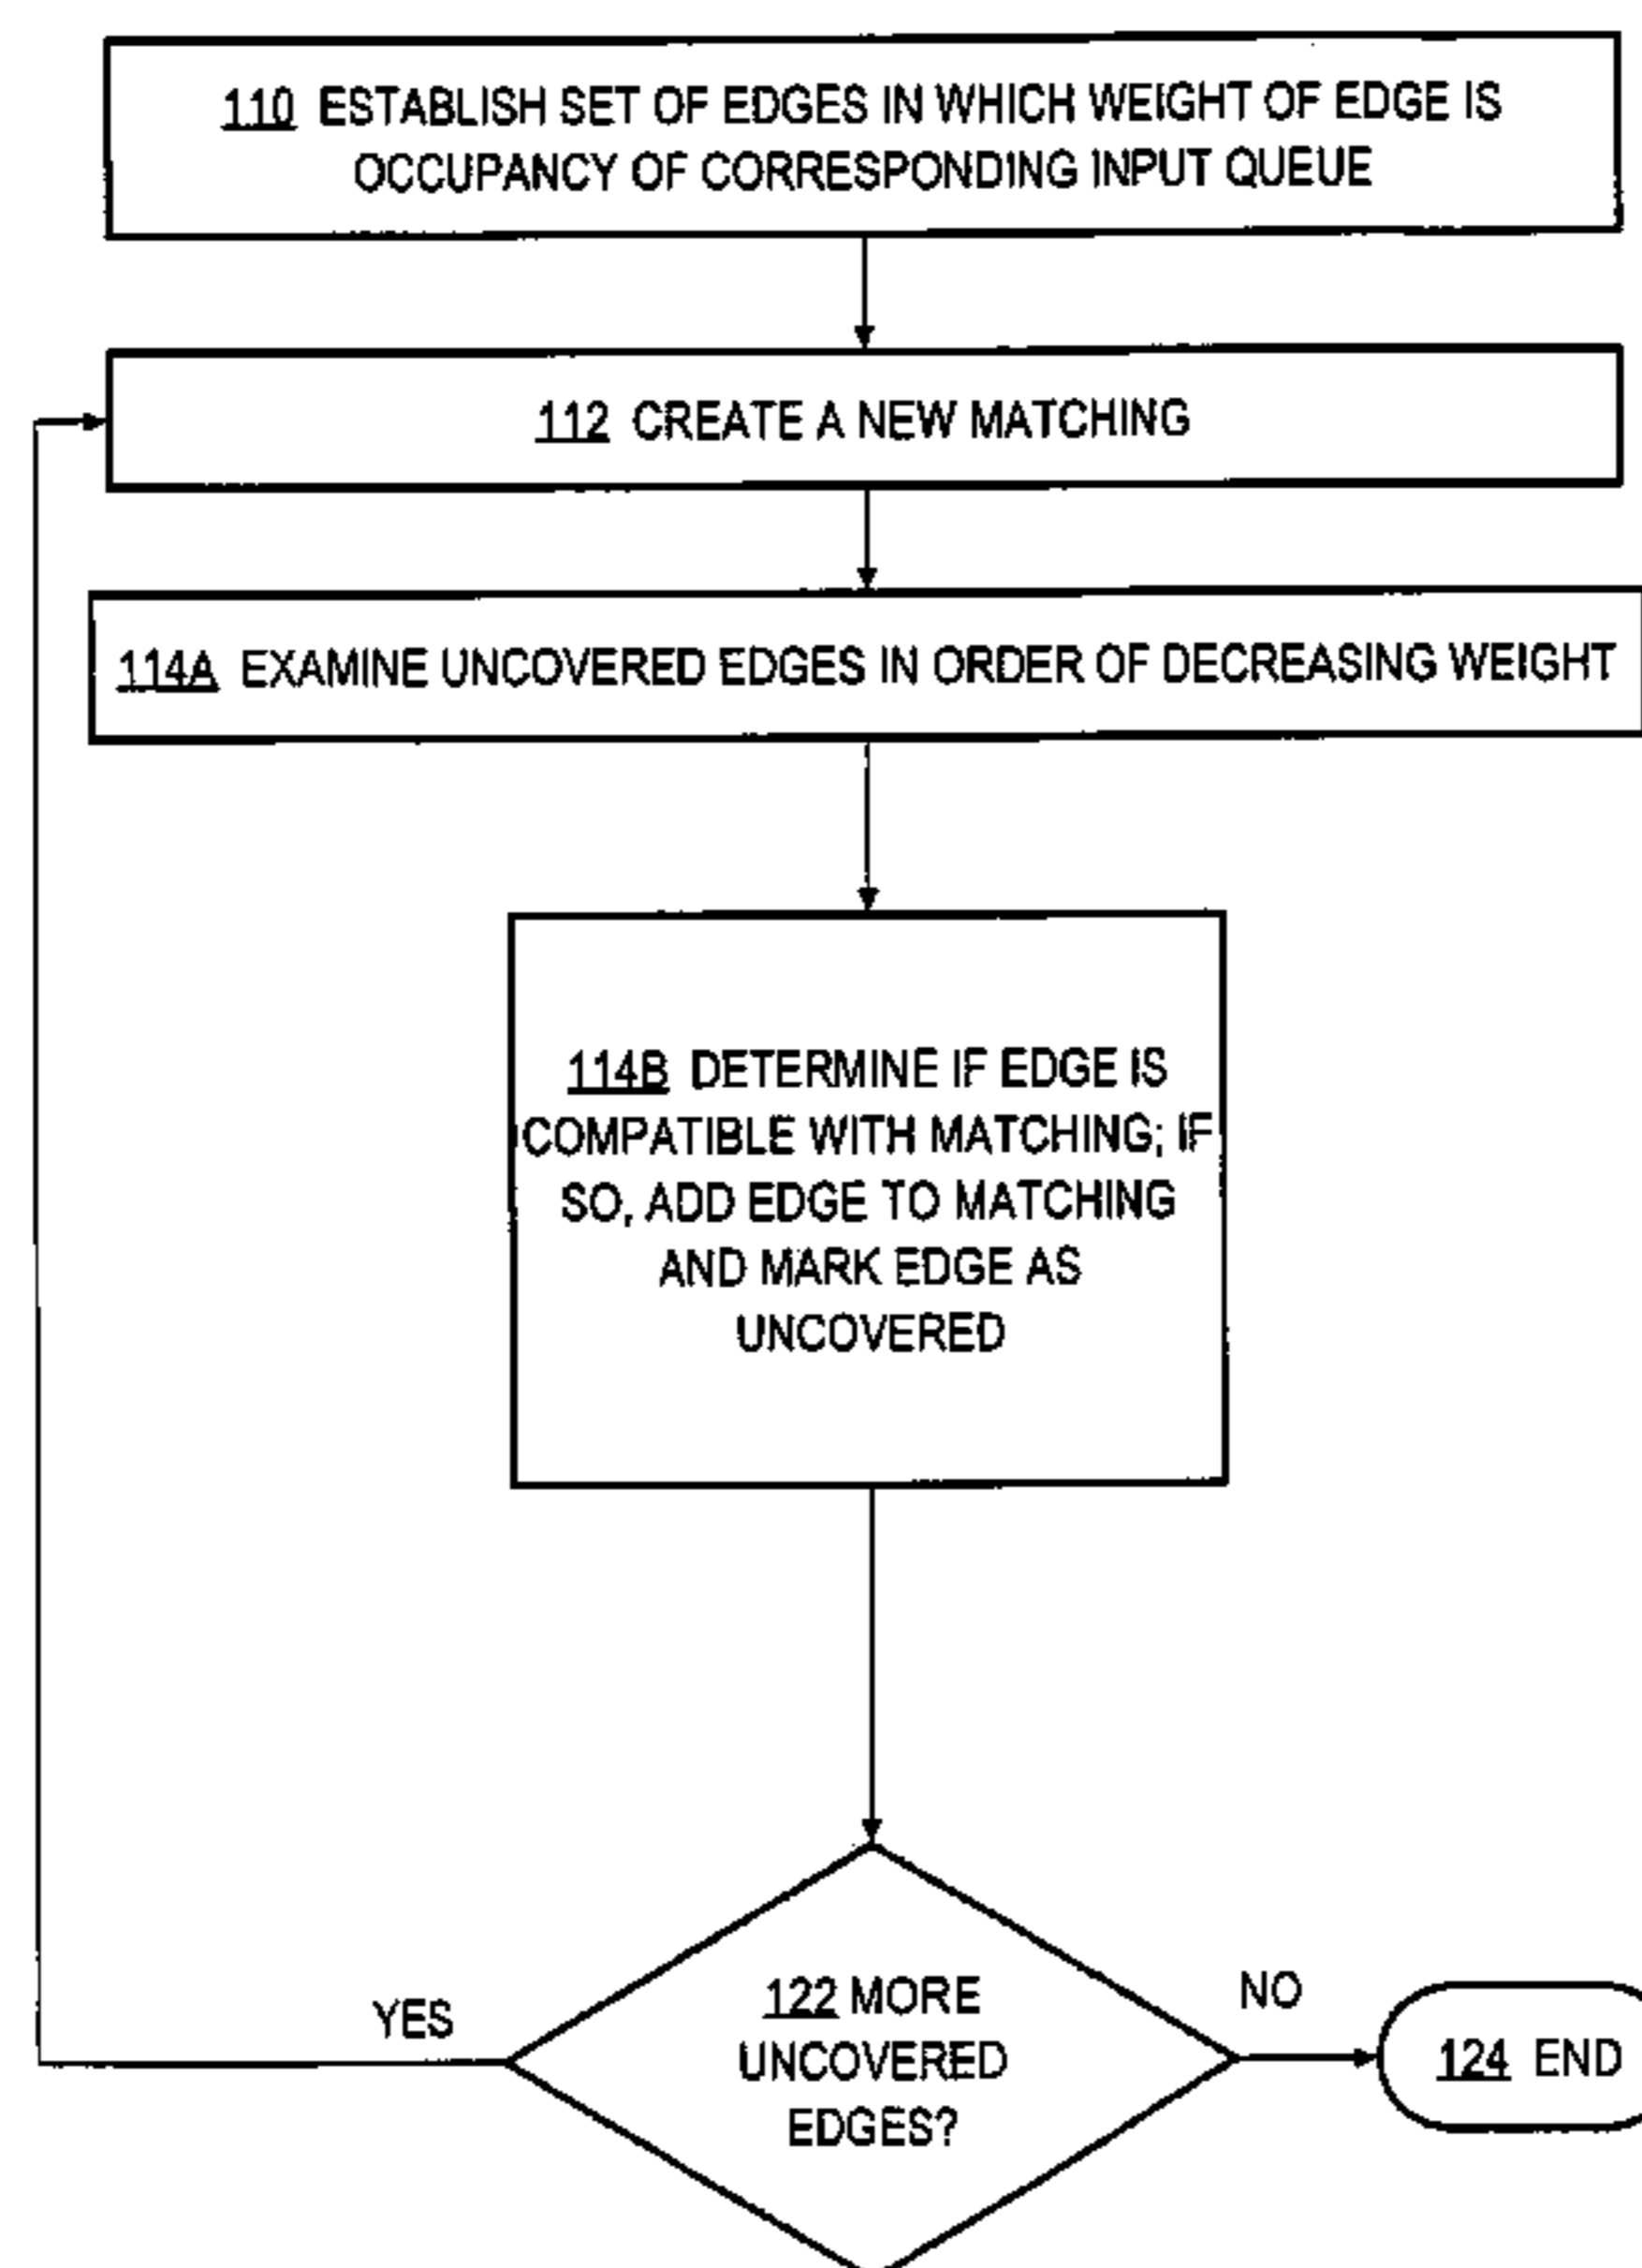 110 ESTABLISH SET OF EDGES IN WHICH WEIGHT OF EDGE IS
OCCUPANCY OF CORRESPONDING INPUT QUEUE
112 CREATE A NEW MATCHING
114A EXAMINE UNCOVERED EDGES IN ORDER OF DECREASING WEIGHT
114B DETERMINE IF EDGE IS
COMPATIBLE WITH MATCHING; IF
SO, ADD EDGE TO MATCHING
AND MARK EDGE AS
UNCOVERED
122 MORE
UNCOVERED
EDGES?
YES
NO
124 END